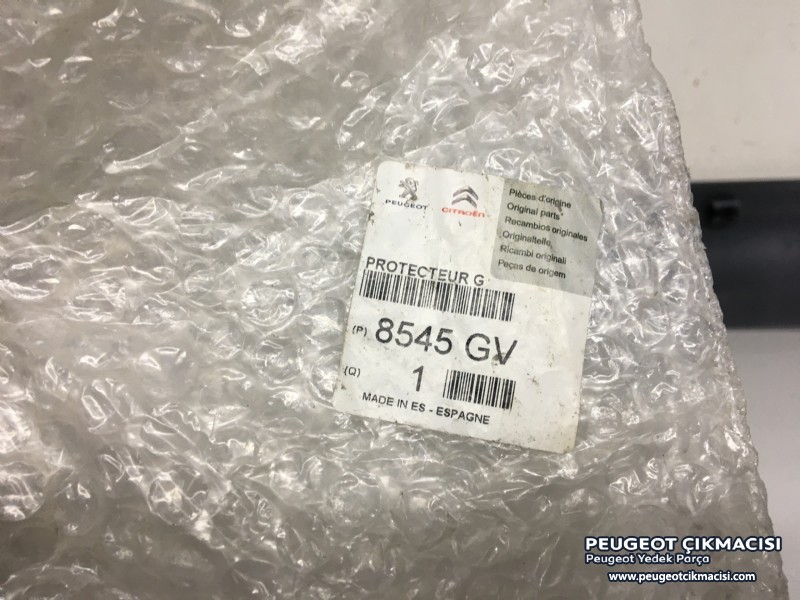 PEUGEOT
CITROËN
Pièces d'origine
Original parts
Recambios originales
Originalteile
Ricambi originali
Peças de origem
PROTECTEUR G
(P) 8545 GV
(Q) 1
MADE IN ES - ESPAGNE
PEUGEOT ÇIKMACISI
Peugeot Yedek Parça
www.peugeotcikmacisi.com